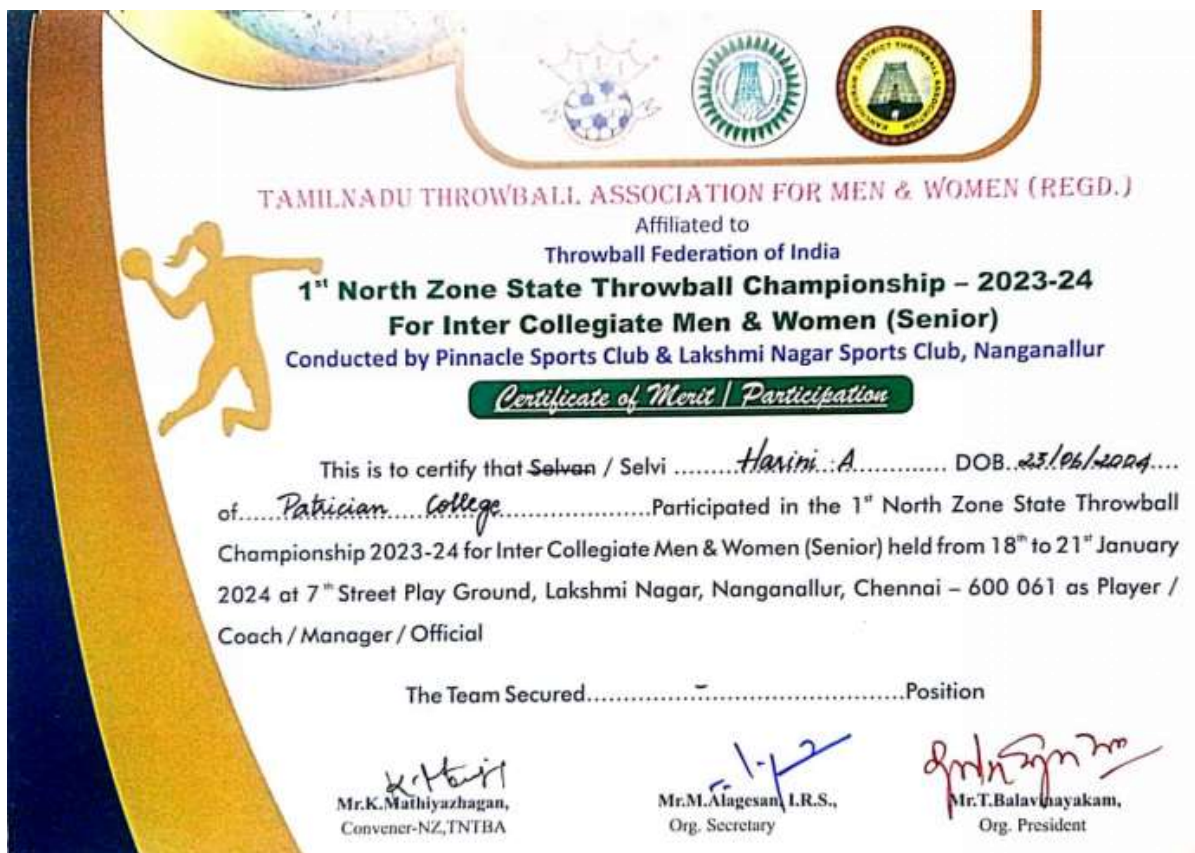 DISTRICT THROWBALL ASSOCIATION
TAMILNADU THROWBALL ASSOCIATION FOR MEN & WOMEN (REGD.)
Affiliated to
Throwball Federation of India
1st North Zone State Throwball Championship – 2023-24
For Inter Collegiate Men & Women (Senior)
Conducted by Pinnacle Sports Club & Lakshmi Nagar Sports Club, Nanganallur
Certificate of Merit / Participation
This is to certify that Selvan / Selvi ........Harini A............. DOB..23/06/2004....
of......Patrician College......................Participated in the 1st North Zone State Throwball
Championship 2023-24 for Inter Collegiate Men & Women (Senior) held from 18th to 21st January
2024 at 7th Street Play Ground, Lakshmi Nagar, Nanganallur, Chennai – 600 061 as Player /
Coach / Manager / Official
The Team Secured..............-..........................Position
Mr.K.Mathiyazhagan, Mr.M.Alagesan, I.R.S., Mr.T.Balavinayakam,
Convener-NZ,TNTBA Org. Secretary Org. President